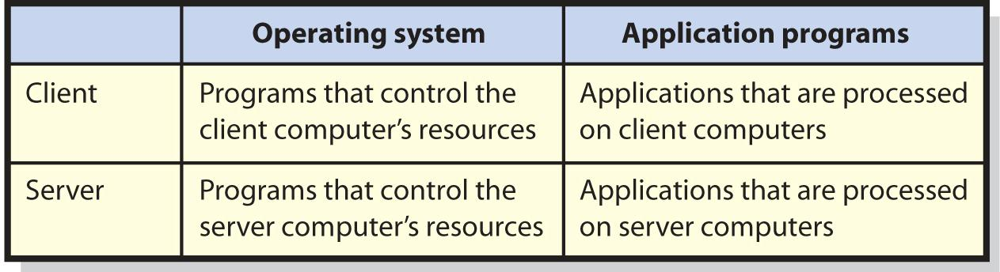 Operating system
Application programs
Client
Programs that control the
client computer’s resources
Applications that are processed
on client computers
Server
Programs that control the
server computer’s resources
Applications that are processed
on server computers